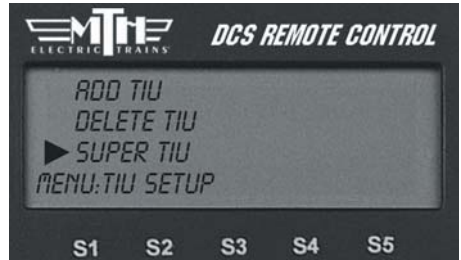 MTH
ELECTRIC TRAINS
DCS REMOTE CONTROL
ADD TIU
DELETE TIU
SUPER TIU
MENU:TIU SETUP
S1 S2 S3 S4 S5